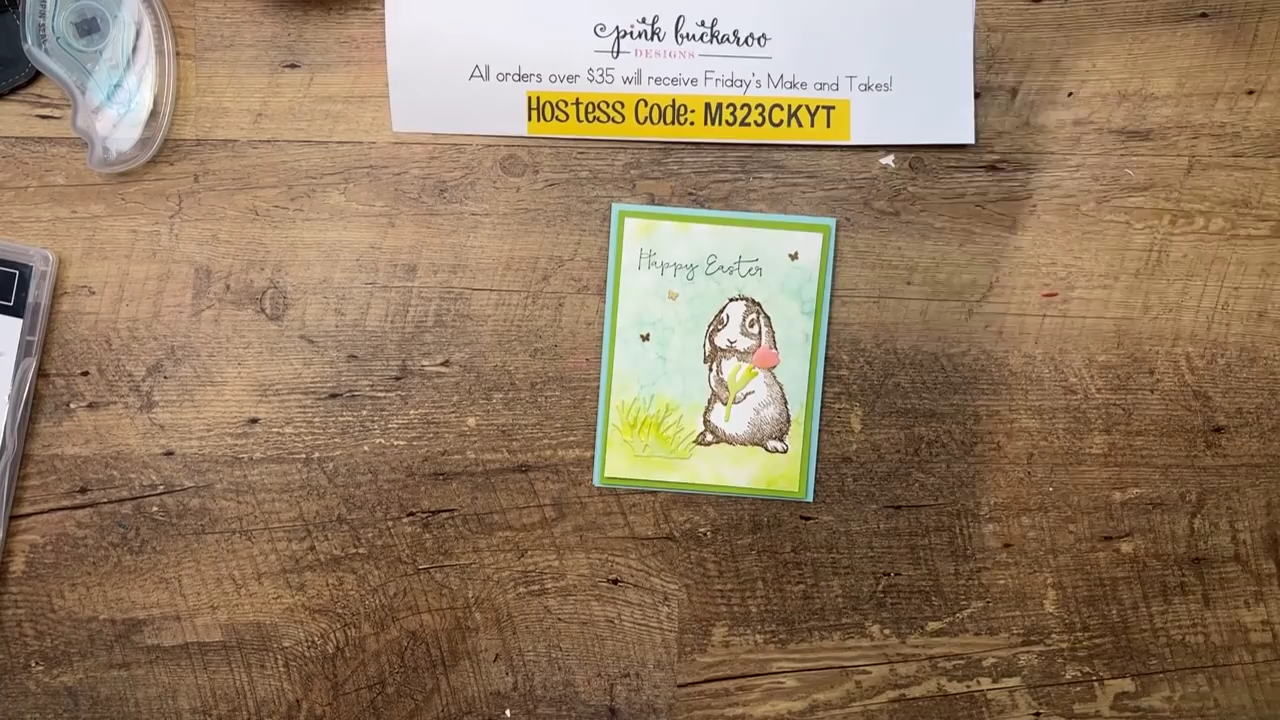 pink buckaroo
DESIGNS
All orders over $35 will receive Friday's Make and Takes!
Hostess Code: M323CKYT
Happy Easter